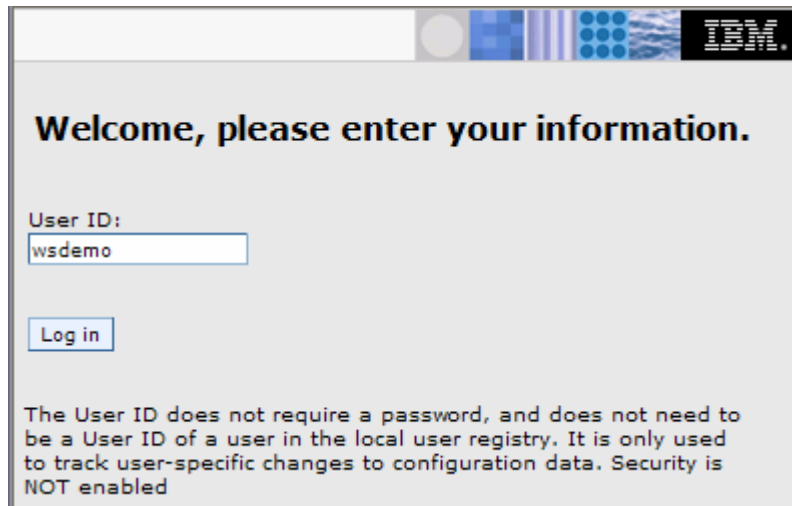 IBM.
Welcome, please enter your information.
User ID:
wsdemo
Log in
The User ID does not require a password, and does not need to
be a User ID of a user in the local user registry. It is only used
to track user-specific changes to configuration data. Security is
NOT enabled